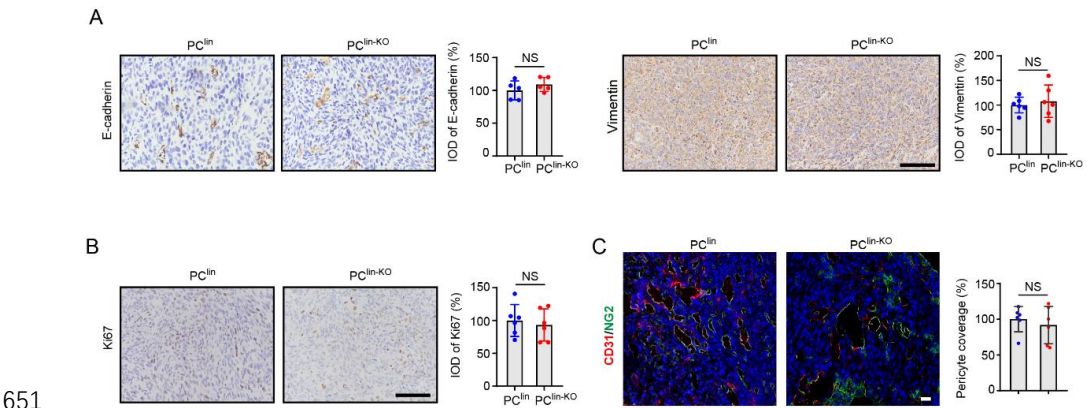 A
PC^lin
PC^lin-KO
E-cadherin
IOD of E-cadherin (%)
150
100
50
0
NS
PC^lin PC^lin-KO
PC^lin
PC^lin-KO
Vimentin
IOD of Vimentin (%)
200
150
100
50
0
NS
PC^lin PC^lin-KO
B
PC^lin
PC^lin-KO
Ki67
IOD of Ki67 (%)
150
100
50
0
NS
PC^lin PC^lin-KO
C
PC^lin
PC^lin-KO
CD31/NG2
Pericyte coverage (%)
150
100
50
0
NS
651